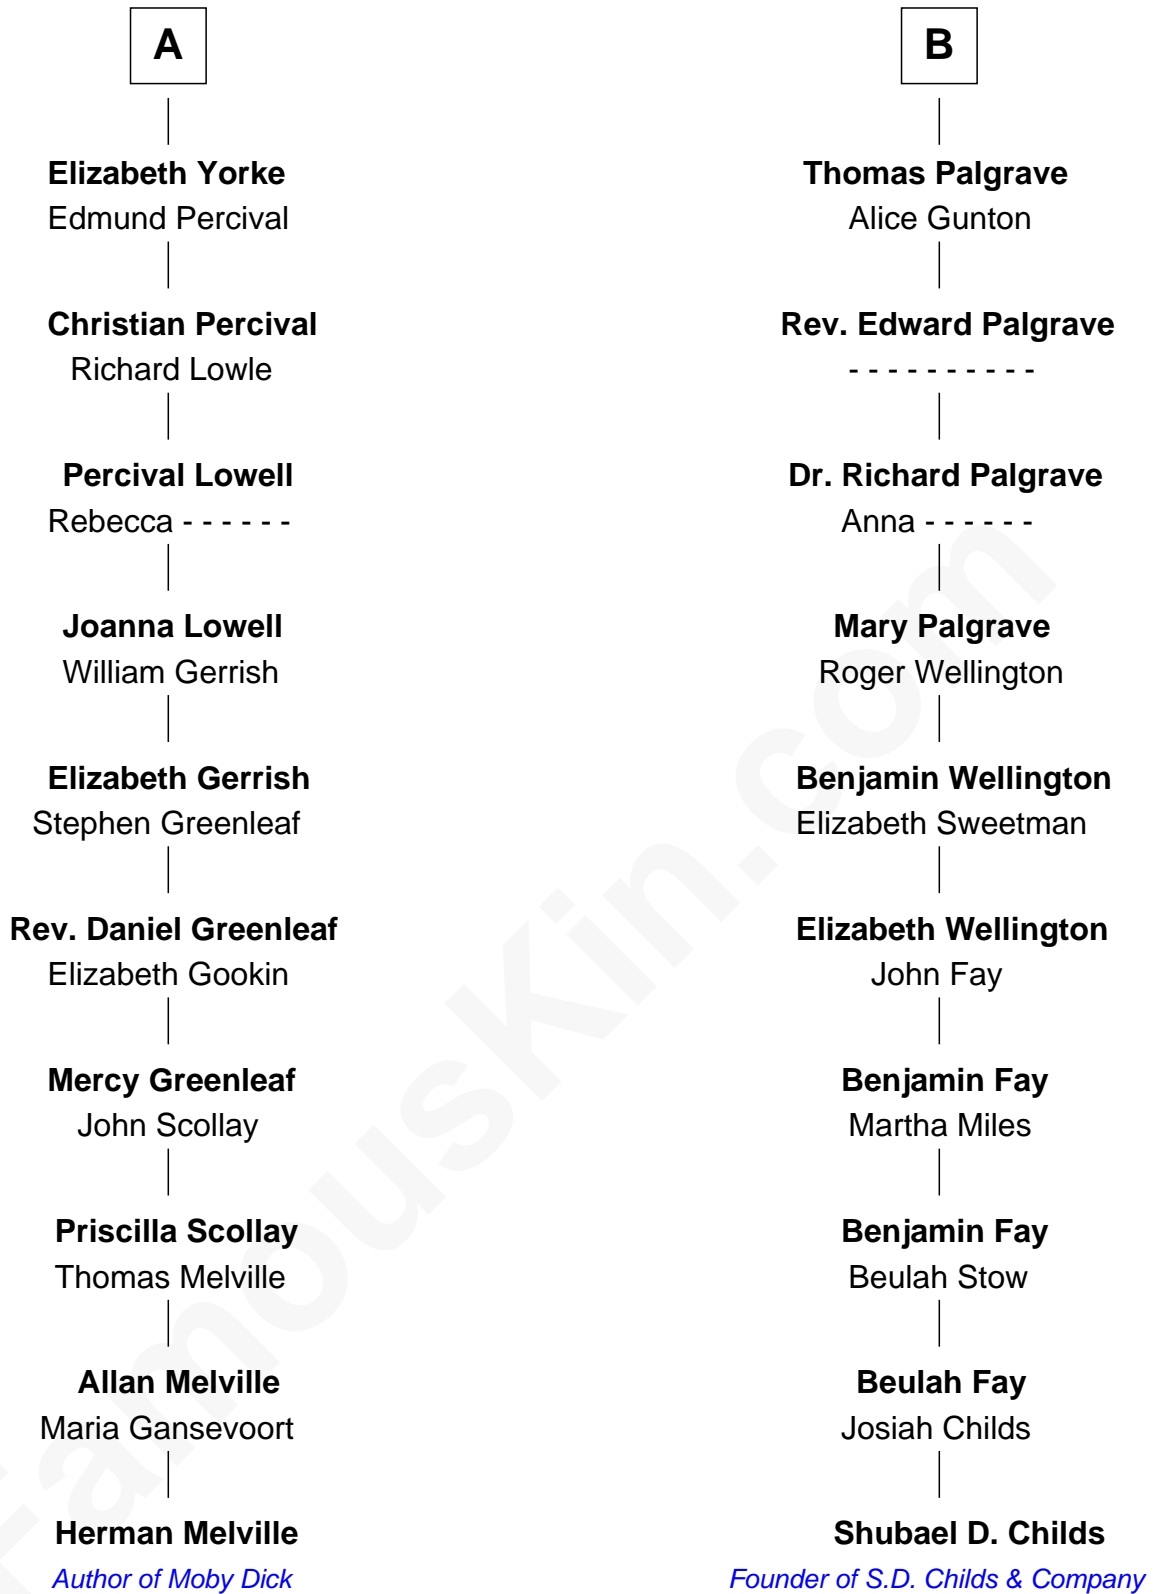 A
Elizabeth Yorke
Edmund Percival
Christian Percival
Richard Lowle
Percival Lowell
Rebecca - - - - - -
Joanna Lowell
William Gerrish
Elizabeth Gerrish
Stephen Greenleaf
Rev. Daniel Greenleaf
Elizabeth Gookin
Mercy Greenleaf
John Scollay
Priscilla Scollay
Thomas Melville
Allan Melville
Maria Gansevoort
Herman Melville
Author of Moby Dick
B
Thomas Palgrave
Alice Gunton
Rev. Edward Palgrave
- - - - - - - - - -
Dr. Richard Palgrave
Anna - - - - - -
Mary Palgrave
Roger Wellington
Benjamin Wellington
Elizabeth Sweetman
Elizabeth Wellington
John Fay
Benjamin Fay
Martha Miles
Benjamin Fay
Beulah Stow
Beulah Fay
Josiah Childs
Shubael D. Childs
Founder of S.D. Childs & Company
FamousKin.com